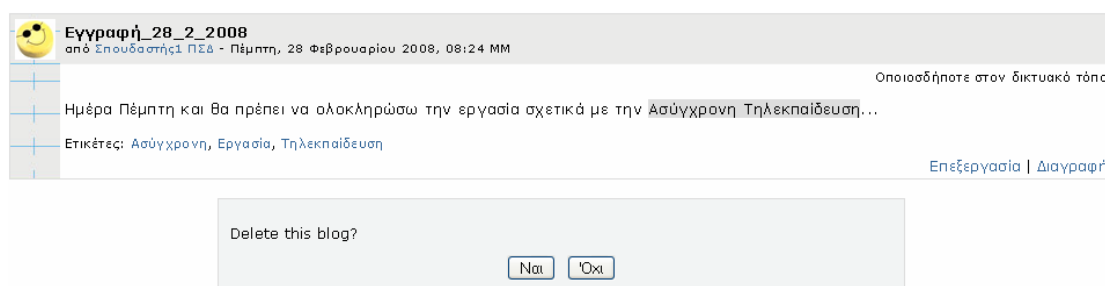 Εγγραφή_28_2_2008
από Σπουδαστής1 ΠΣΔ - Πέμπτη, 28 Φεβρουαρίου 2008, 08:24 MM
Οποιοσδήποτε στον δικτυακό τόπο
Ημέρα Πέμπτη και θα πρέπει να ολοκληρώσω την εργασία σχετικά με την Ασύγχρονη Τηλεκπαίδευση...
Ετικέτες: Ασύγχρονη, Εργασία, Τηλεκπαίδευση
Επεξεργασία | Διαγραφή
Delete this blog?
Ναι Όχι